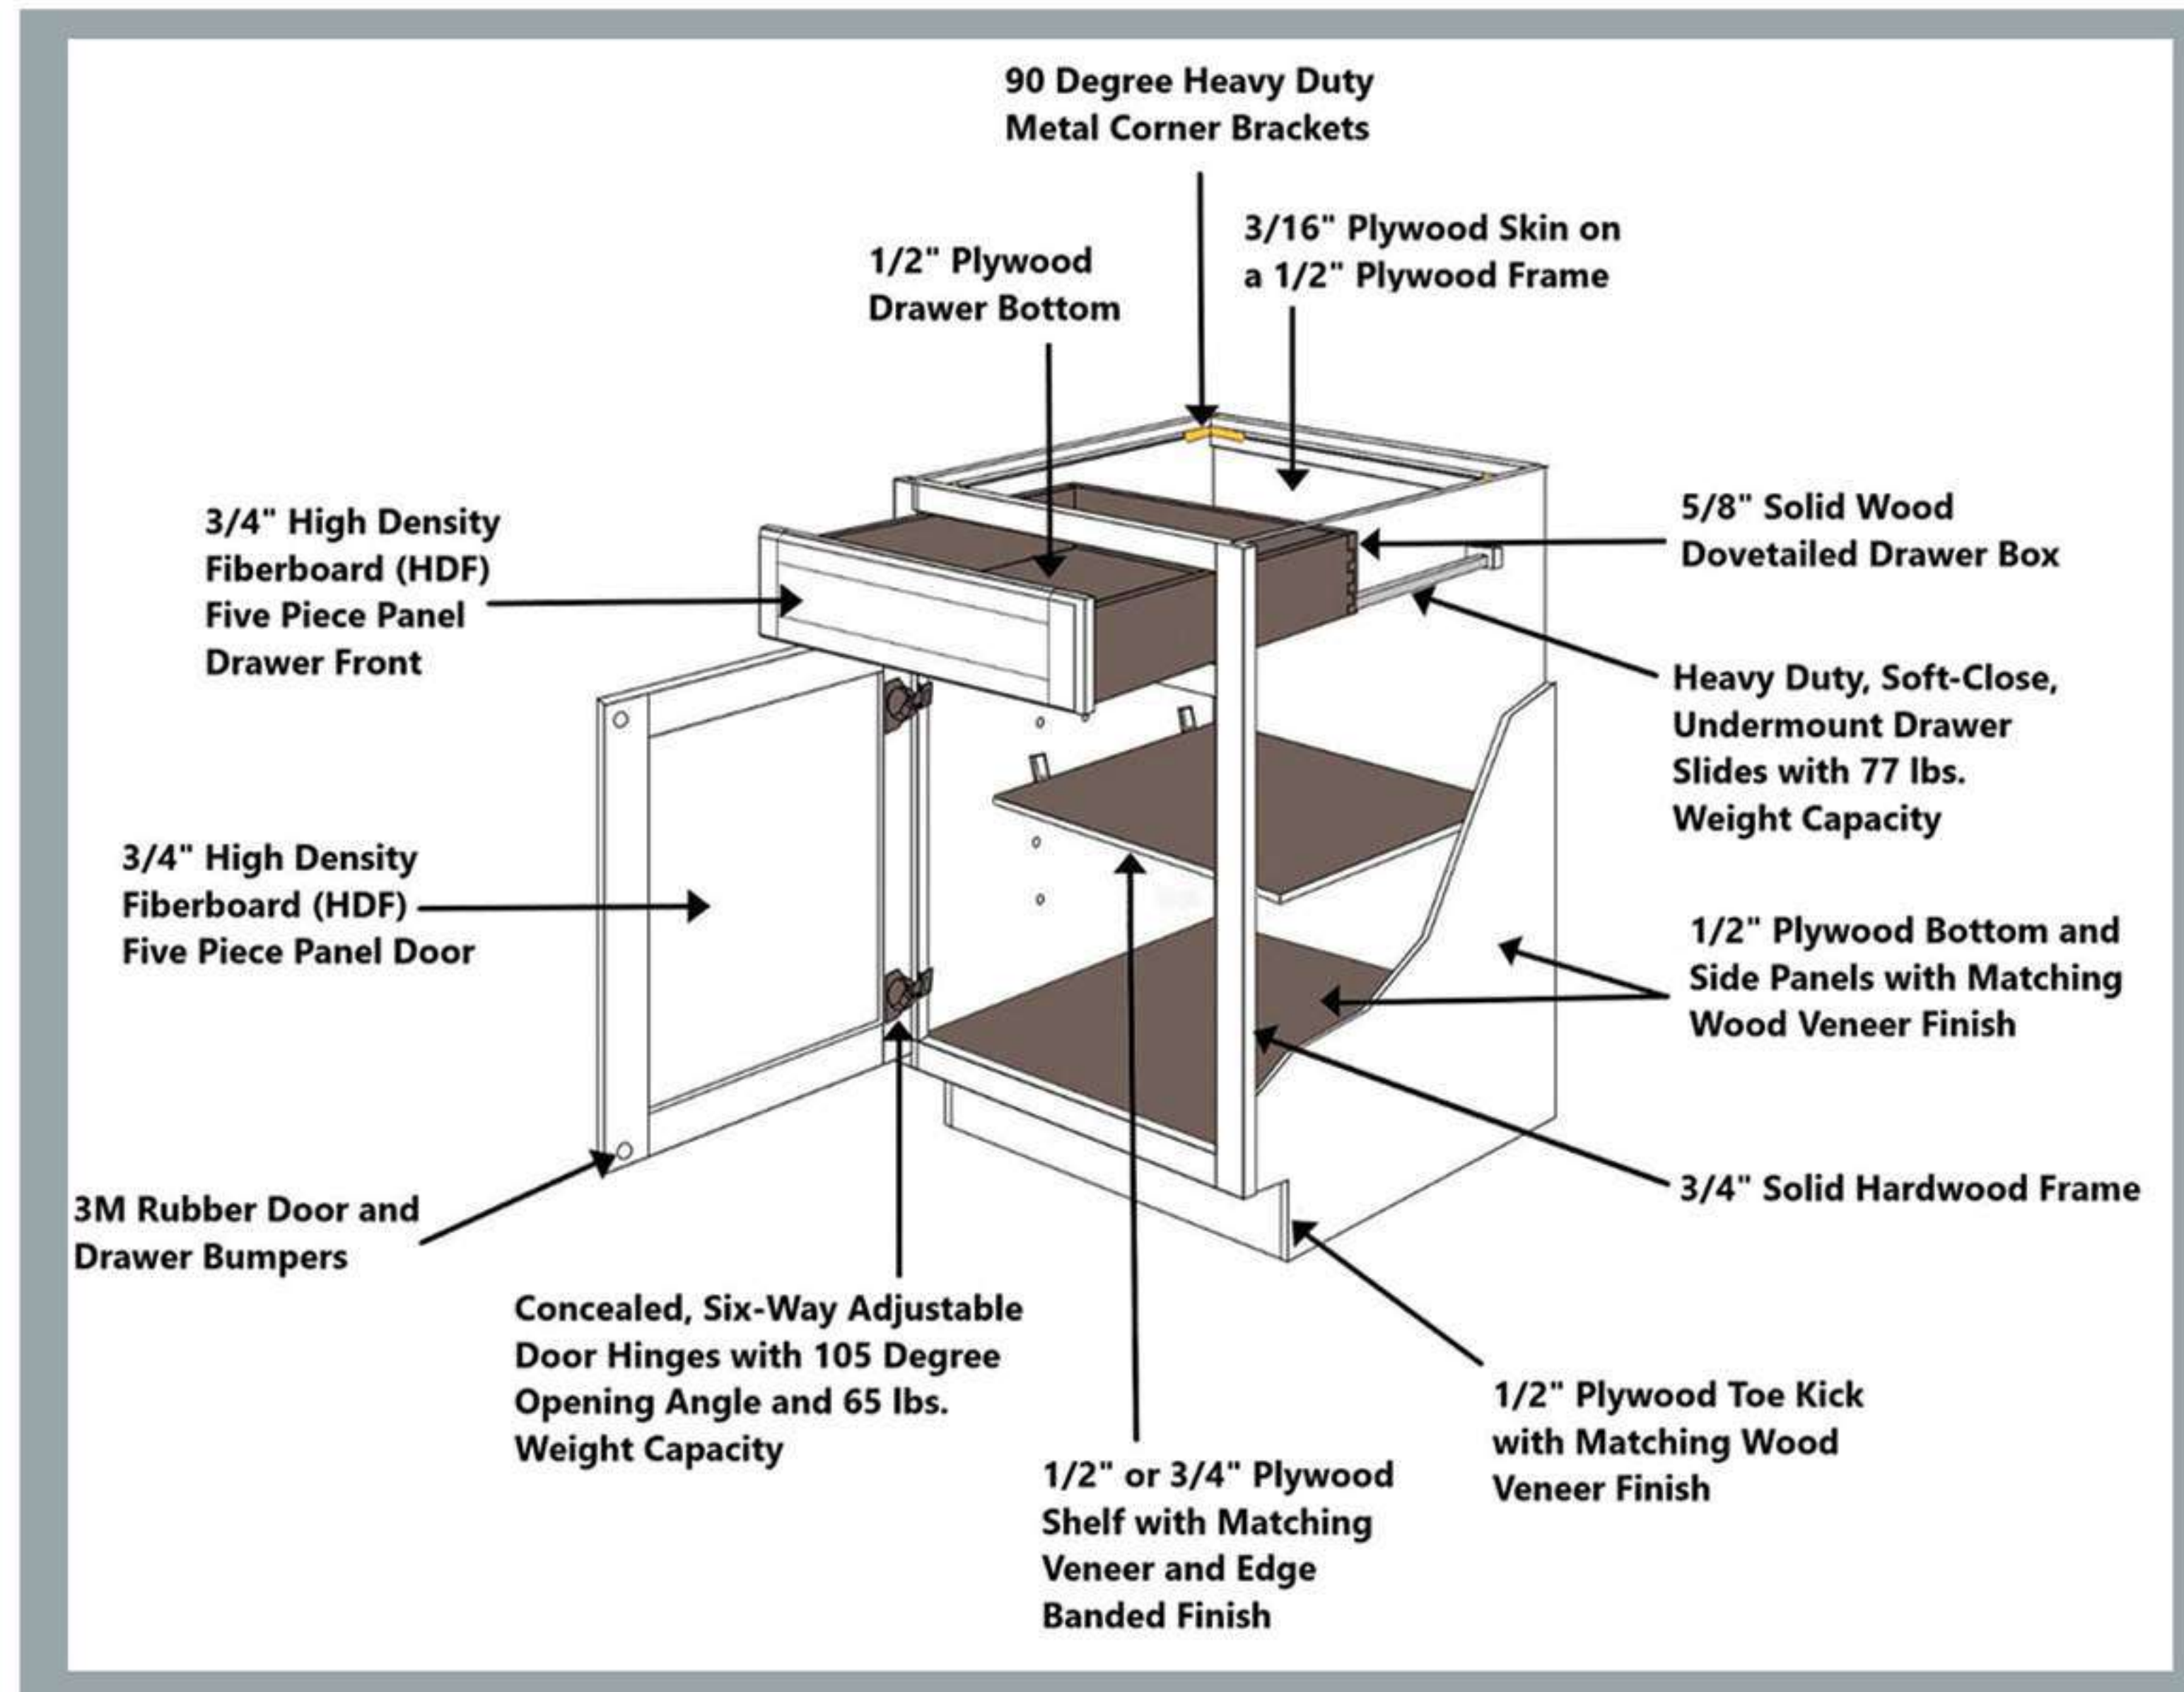 90 Degree Heavy Duty
Metal Corner Brackets
3/16" Plywood Skin on
a 1/2" Plywood Frame
1/2" Plywood
Drawer Bottom
3/4" High Density
Fiberboard (HDF)
Five Piece Panel
Drawer Front
5/8" Solid Wood
Dovetailed Drawer Box
Heavy Duty, Soft-Close,
Undermount Drawer
Slides with 77 lbs.
Weight Capacity
3/4" High Density
Fiberboard (HDF)
Five Piece Panel Door
1/2" Plywood Bottom and
Side Panels with Matching
Wood Veneer Finish
3/4" Solid Hardwood Frame
3M Rubber Door and
Drawer Bumpers
Concealed, Six-Way Adjustable
Door Hinges with 105 Degree
Opening Angle and 65 lbs.
Weight Capacity
1/2" Plywood Toe Kick
with Matching Wood
Veneer Finish
1/2" or 3/4" Plywood
Shelf with Matching
Veneer and Edge
Banded Finish